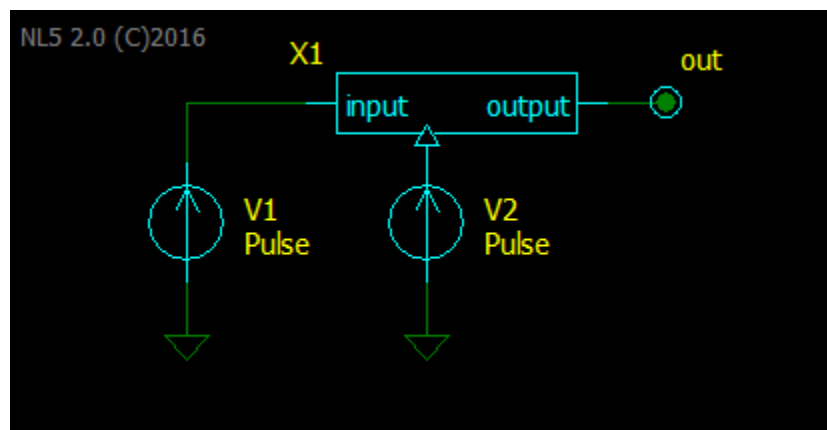 NL5 2.0 (C)2016
X1
out
input
output
V1
Pulse
V2
Pulse